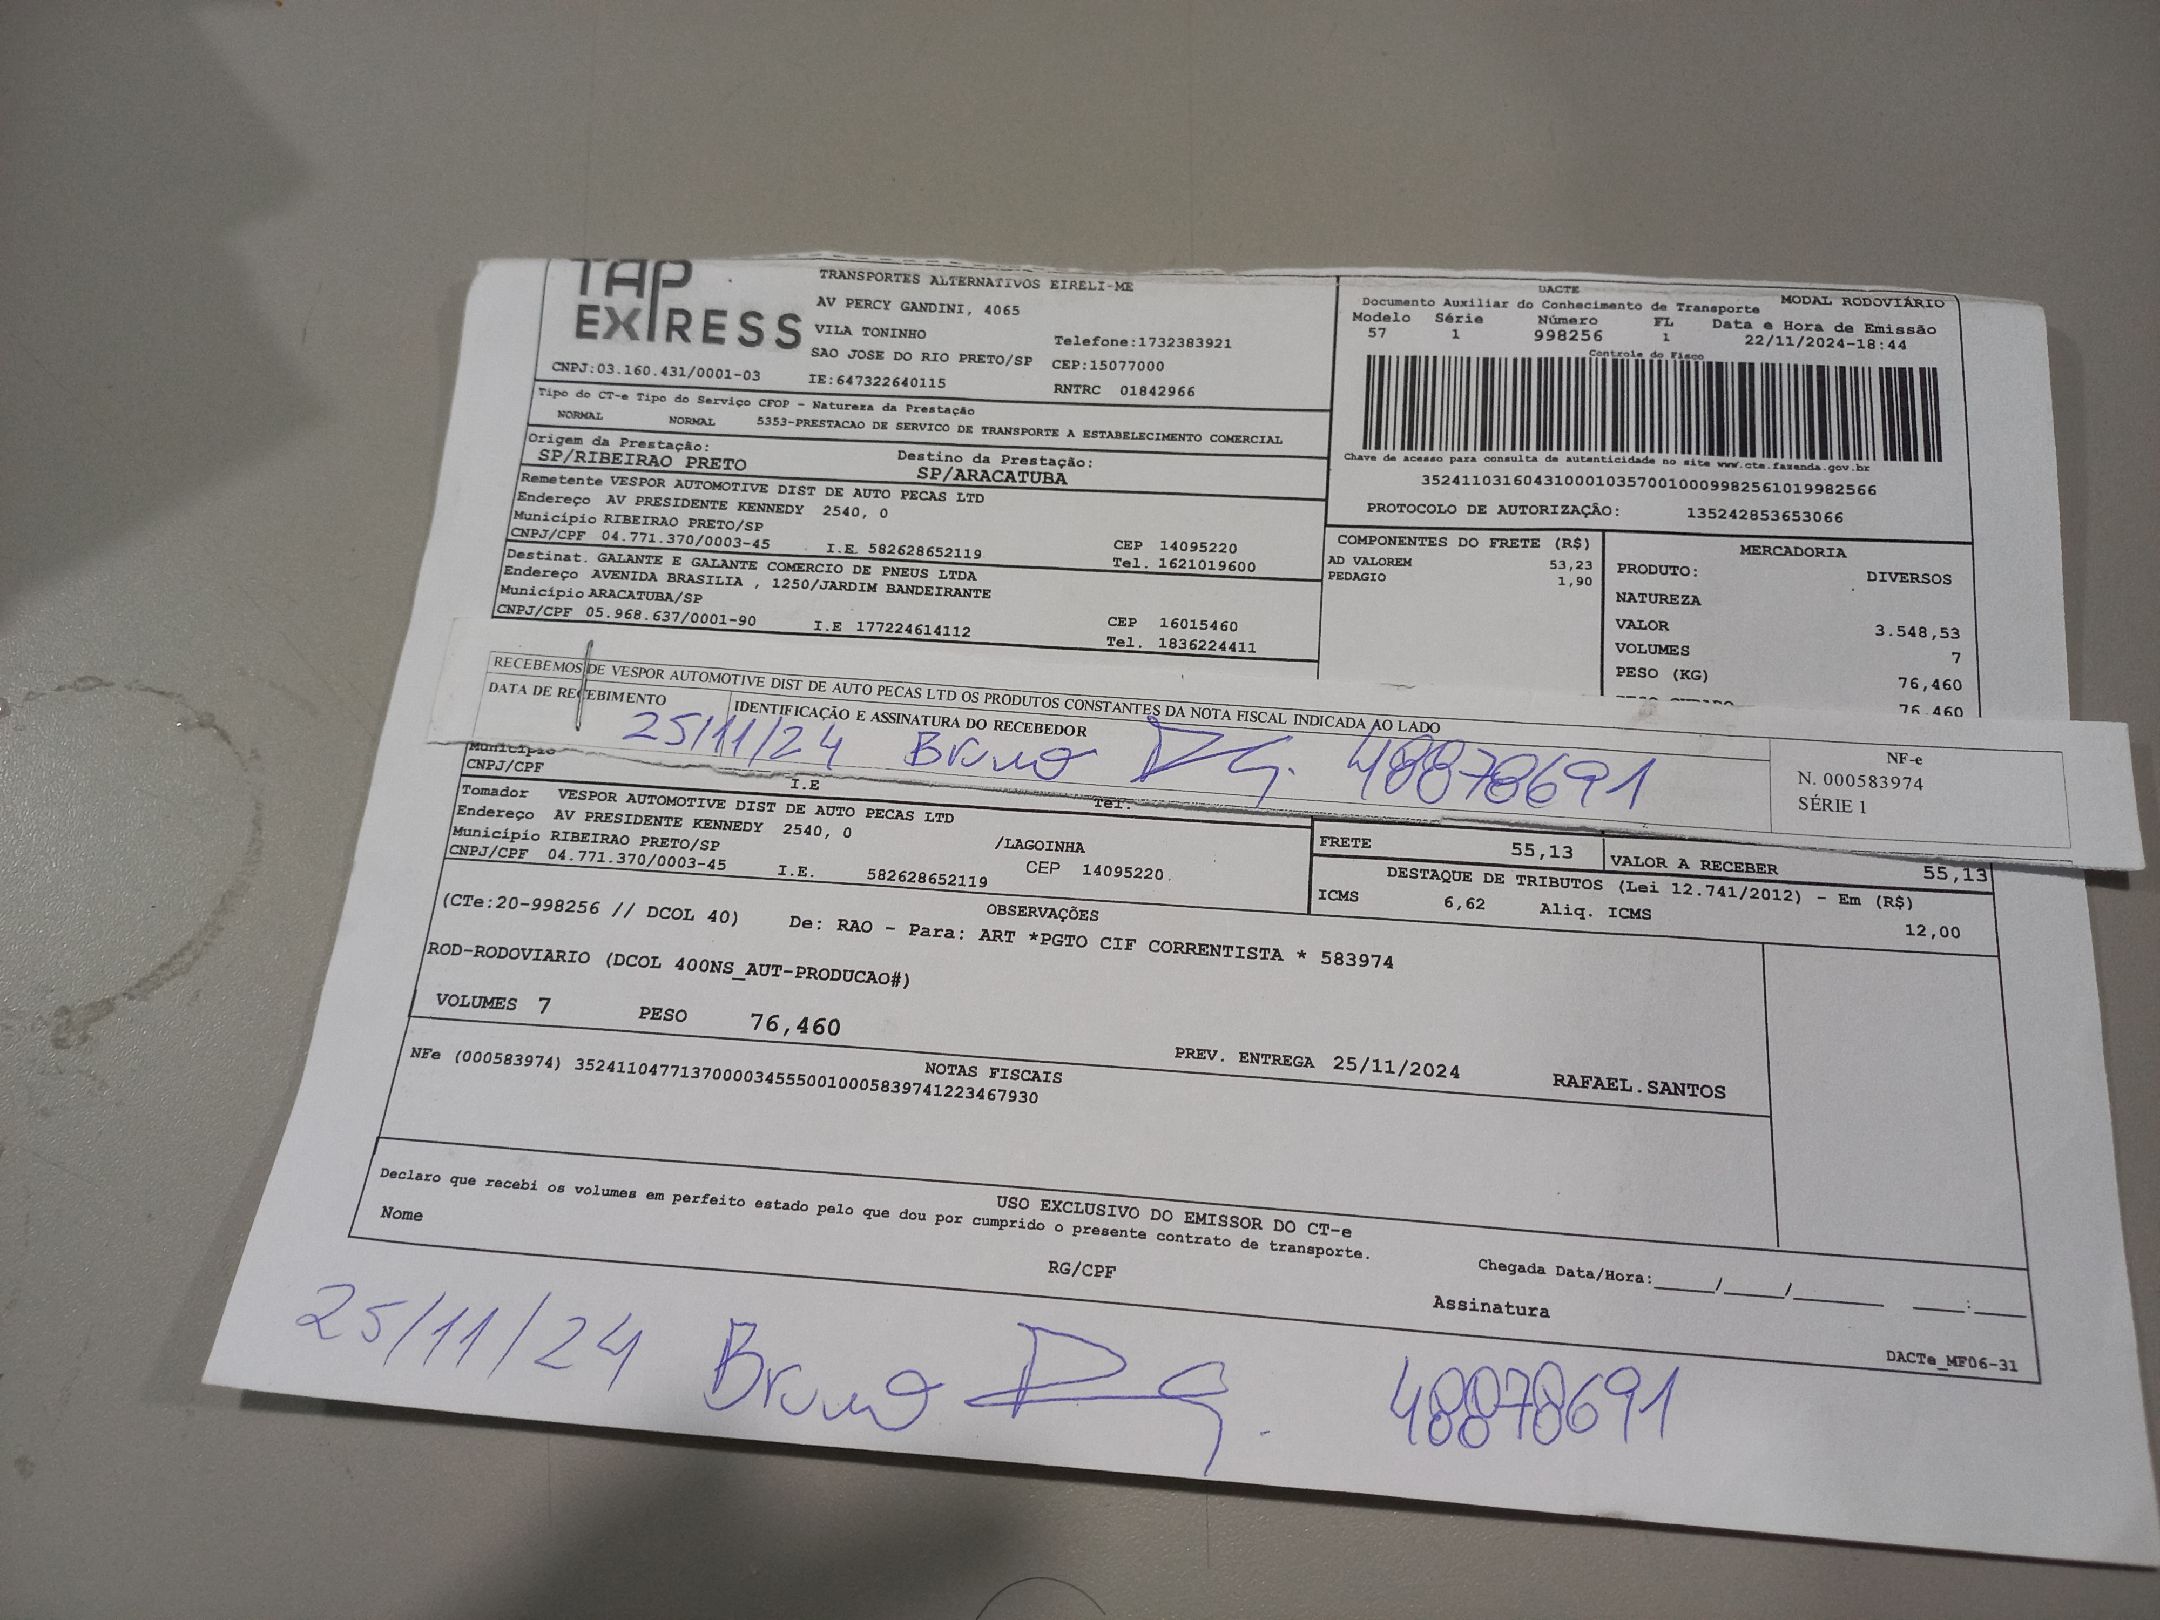 TAP
EXPRESS
TRANSPORTES ALTERNATIVOS EIRELI-ME
AV PERCY GANDINI, 4065
VILA TONINHO
Telefone:1732383921
SAO JOSE DO RIO PRETO/SP CEP:15077000
CNPJ:03.160.431/0001-03 IE:647322640115 RNTRC 01842966
DACTE
Documento Auxiliar do Conhecimento de Transporte MODAL RODOVIÁRIO
Modelo Série Número FL Data e Hora de Emissão
57 1 998256 1 22/11/2024-18:44
Controle do Fisco
Chave de acesso para consulta de autenticidade no site www.cte.fazenda.gov.br
35241103160431000103570010009982561019982566
PROTOCOLO DE AUTORIZAÇÃO: 135242853653066
Tipo do CT-e Tipo do Serviço CFOP - Natureza da Prestação
NORMAL NORMAL 5353-PRESTACAO DE SERVICO DE TRANSPORTE A ESTABELECIMENTO COMERCIAL
Origem da Prestação: Destino da Prestação:
SP/RIBEIRAO PRETO SP/ARACATUBA
Remetente VESPOR AUTOMOTIVE DIST DE AUTO PECAS LTD
Endereço AV PRESIDENTE KENNEDY 2540, 0
Município RIBEIRAO PRETO/SP CEP 14095220
CNPJ/CPF 04.771.370/0003-45 I.E. 582628652119 Tel. 1621019600
Destinat. GALANTE E GALANTE COMERCIO DE PNEUS LTDA
Endereço AVENIDA BRASILIA , 1250/JARDIM BANDEIRANTE
Município ARACATUBA/SP CEP 16015460
CNPJ/CPF 05.968.637/0001-90 I.E 177224614112 Tel. 1836224411
COMPONENTES DO FRETE (R$)
AD VALOREM 53,23
PEDAGIO 1,90
MERCADORIA
PRODUTO: DIVERSOS
NATUREZA
VALOR 3.548,53
VOLUMES 7
PESO (KG) 76,460
76,460
RECEBEMOS DE VESPOR AUTOMOTIVE DIST DE AUTO PECAS LTD OS PRODUTOS CONSTANTES DA NOTA FISCAL INDICADA AO LADO
DATA DE RECEBIMENTO IDENTIFICAÇÃO E ASSINATURA DO RECEBEDOR
25/11/24 Bruno 48878691
NF-e
N. 000583974
SÉRIE 1
Município
CNPJ/CPF I.E Tel.
Tomador VESPOR AUTOMOTIVE DIST DE AUTO PECAS LTD
Endereço AV PRESIDENTE KENNEDY 2540, 0 /LAGOINHA
Município RIBEIRAO PRETO/SP CEP 14095220
CNPJ/CPF 04.771.370/0003-45 I.E. 582628652119
FRETE 55,13 VALOR A RECEBER 55,13
DESTAQUE DE TRIBUTOS (Lei 12.741/2012) - Em (R$)
ICMS 6,62 Aliq. ICMS 12,00
OBSERVAÇÕES
(CTe:20-998256 // DCOL 40) De: RAO - Para: ART *PGTO CIF CORRENTISTA * 583974
ROD-RODOVIARIO (DCOL 400NS_AUT-PRODUCAO#)
VOLUMES 7 PESO 76,460 PREV. ENTREGA 25/11/2024 RAFAEL.SANTOS
NOTAS FISCAIS
NFe (000583974) 35241104771370000345550010005839741223467930
USO EXCLUSIVO DO EMISSOR DO CT-e
Declaro que recebi os volumes em perfeito estado pelo que dou por cumprido o presente contrato de transporte.
Nome RG/CPF Assinatura Chegada Data/Hora:____/____/______ ___:____
DACTe_MF06-31
25/11/24 Bruno 48878691